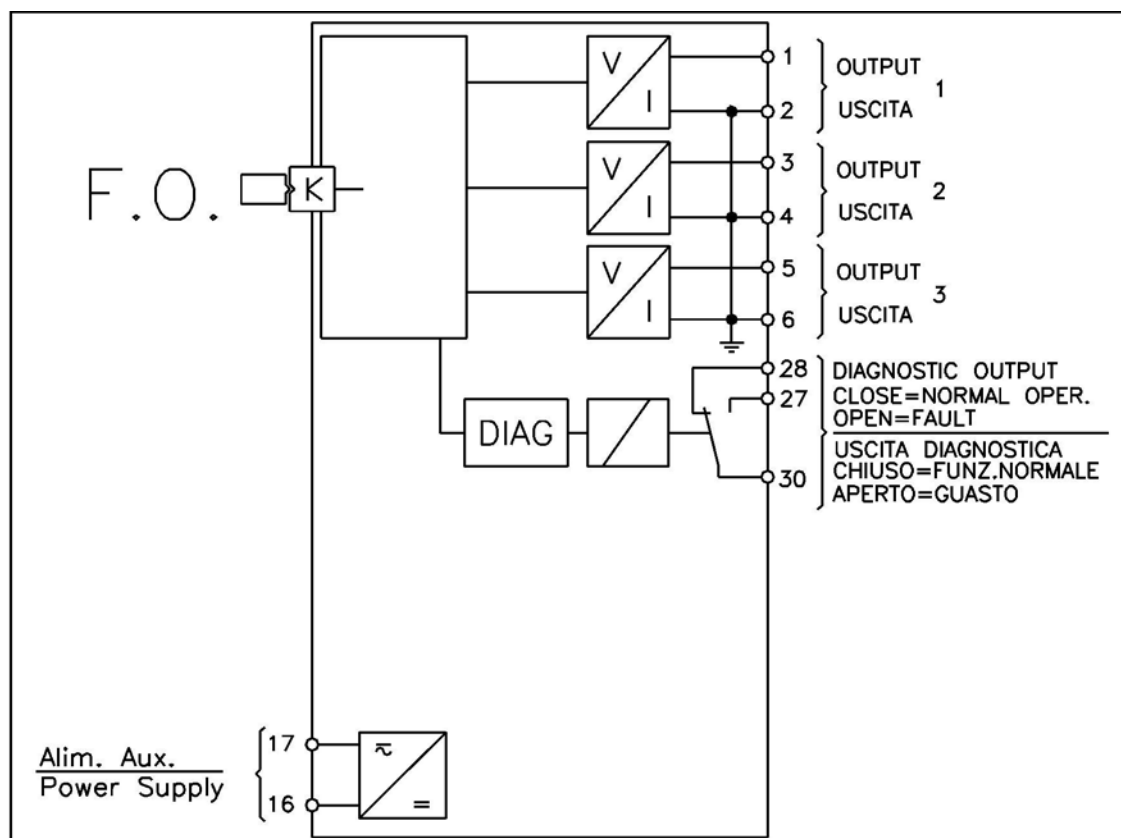 F.O.
K
V
I
V
I
V
I
1
2
OUTPUT
USCITA
1
3
4
OUTPUT
USCITA
2
5
6
OUTPUT
USCITA
3
DIAG
28
27
30
DIAGNOSTIC OUTPUT
CLOSE=NORMAL OPER.
OPEN=FAULT
USCITA DIAGNOSTICA
CHIUSO=FUNZ.NORMALE
APERTO=GUASTO
Alim. Aux.
Power Supply
17
16